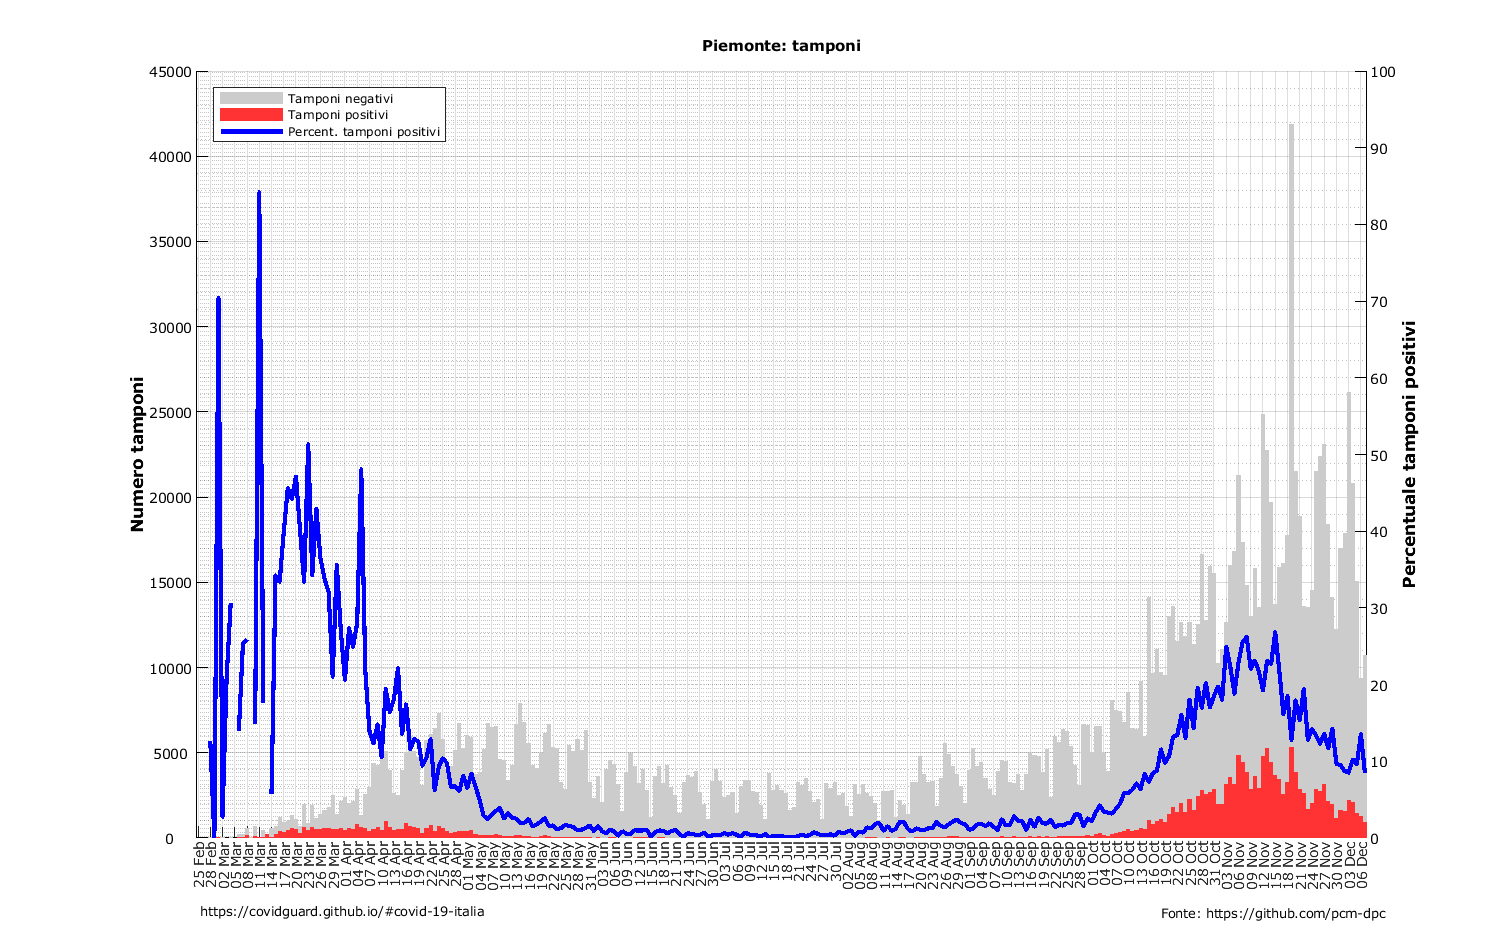 Piemonte: tamponi
Tamponi negativi
Tamponi positivi
Percent. tamponi positivi
Numero tamponi
45000
40000
35000
30000
25000
20000
15000
10000
5000
0
Percentuale tamponi positivi
100
90
80
70
60
50
40
30
20
10
0
25 Feb
28 Feb
02 Mar
05 Mar
08 Mar
11 Mar
14 Mar
17 Mar
20 Mar
23 Mar
26 Mar
29 Mar
01 Apr
04 Apr
07 Apr
10 Apr
13 Apr
16 Apr
19 Apr
22 Apr
25 Apr
28 Apr
01 May
04 May
07 May
10 May
13 May
16 May
19 May
22 May
25 May
28 May
31 May
03 Jun
06 Jun
09 Jun
12 Jun
15 Jun
18 Jun
21 Jun
24 Jun
27 Jun
30 Jun
03 Jul
06 Jul
09 Jul
12 Jul
15 Jul
18 Jul
21 Jul
24 Jul
27 Jul
30 Jul
02 Aug
05 Aug
08 Aug
11 Aug
14 Aug
17 Aug
20 Aug
23 Aug
26 Aug
29 Aug
01 Sep
04 Sep
07 Sep
10 Sep
13 Sep
16 Sep
19 Sep
22 Sep
25 Sep
28 Sep
01 Oct
04 Oct
07 Oct
10 Oct
13 Oct
16 Oct
19 Oct
22 Oct
25 Oct
28 Oct
31 Oct
03 Nov
06 Nov
09 Nov
12 Nov
15 Nov
18 Nov
21 Nov
24 Nov
27 Nov
30 Nov
03 Dec
06 Dec
https://covidguard.github.io/#covid-19-italia
Fonte: https://github.com/pcm-dpc